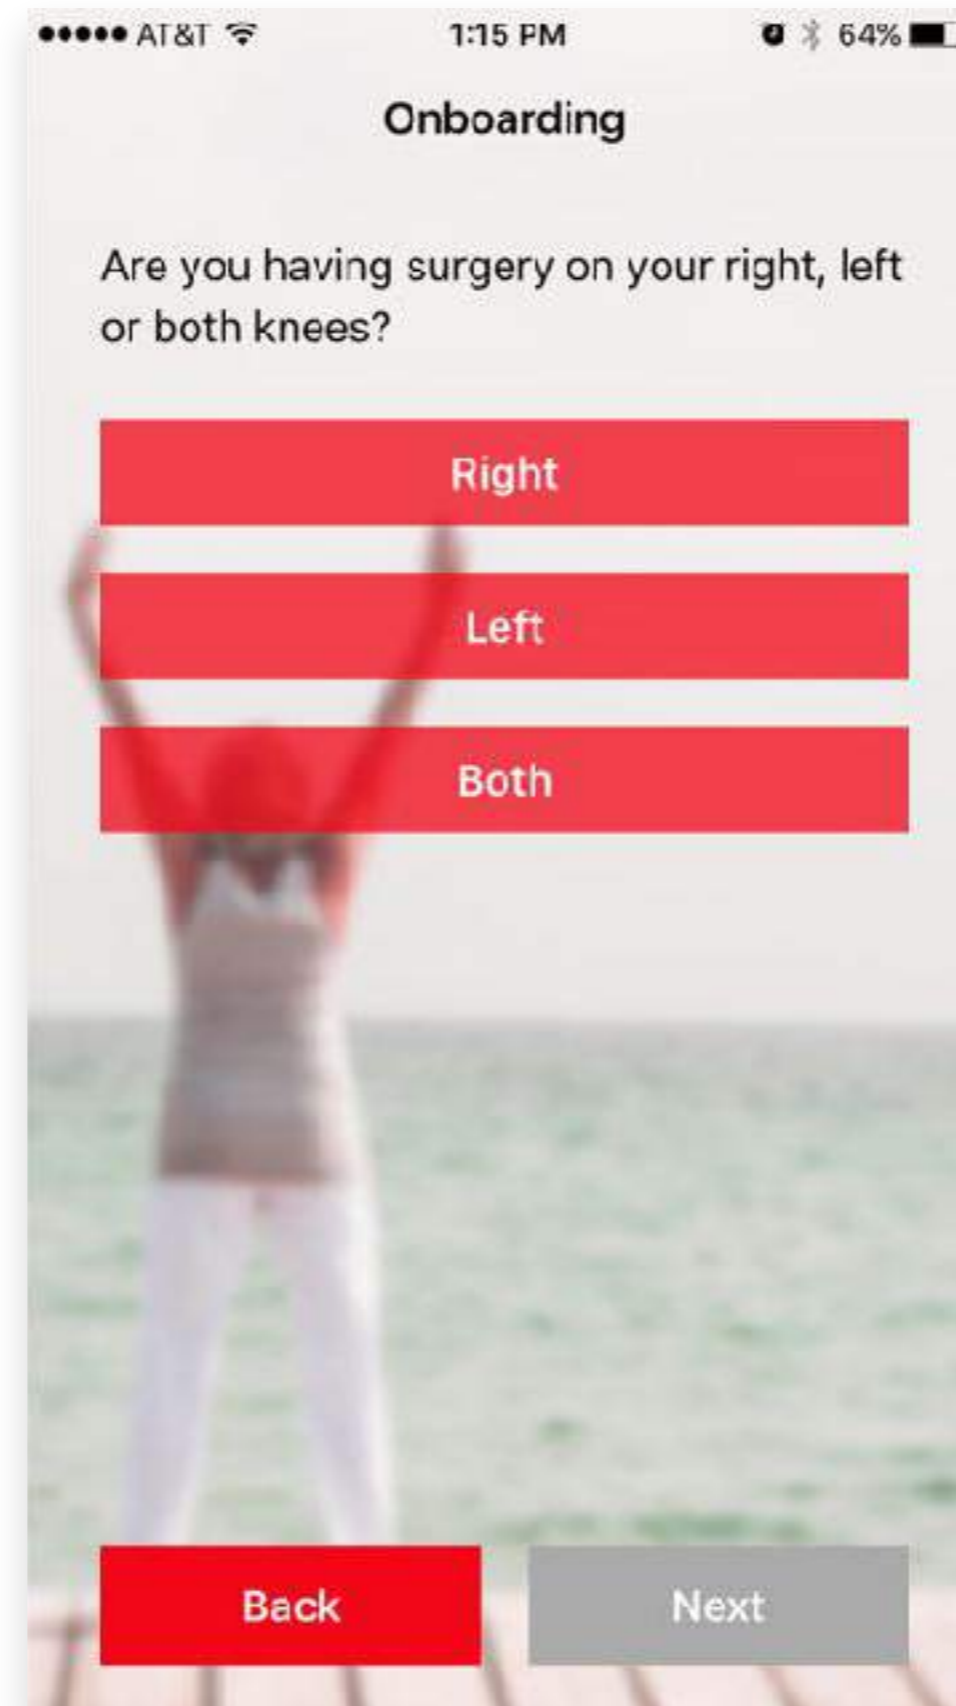 AT&T 1:15 PM 64%
Onboarding
Are you having surgery on your right, left
or both knees?
Right
Left
Both
Back Next